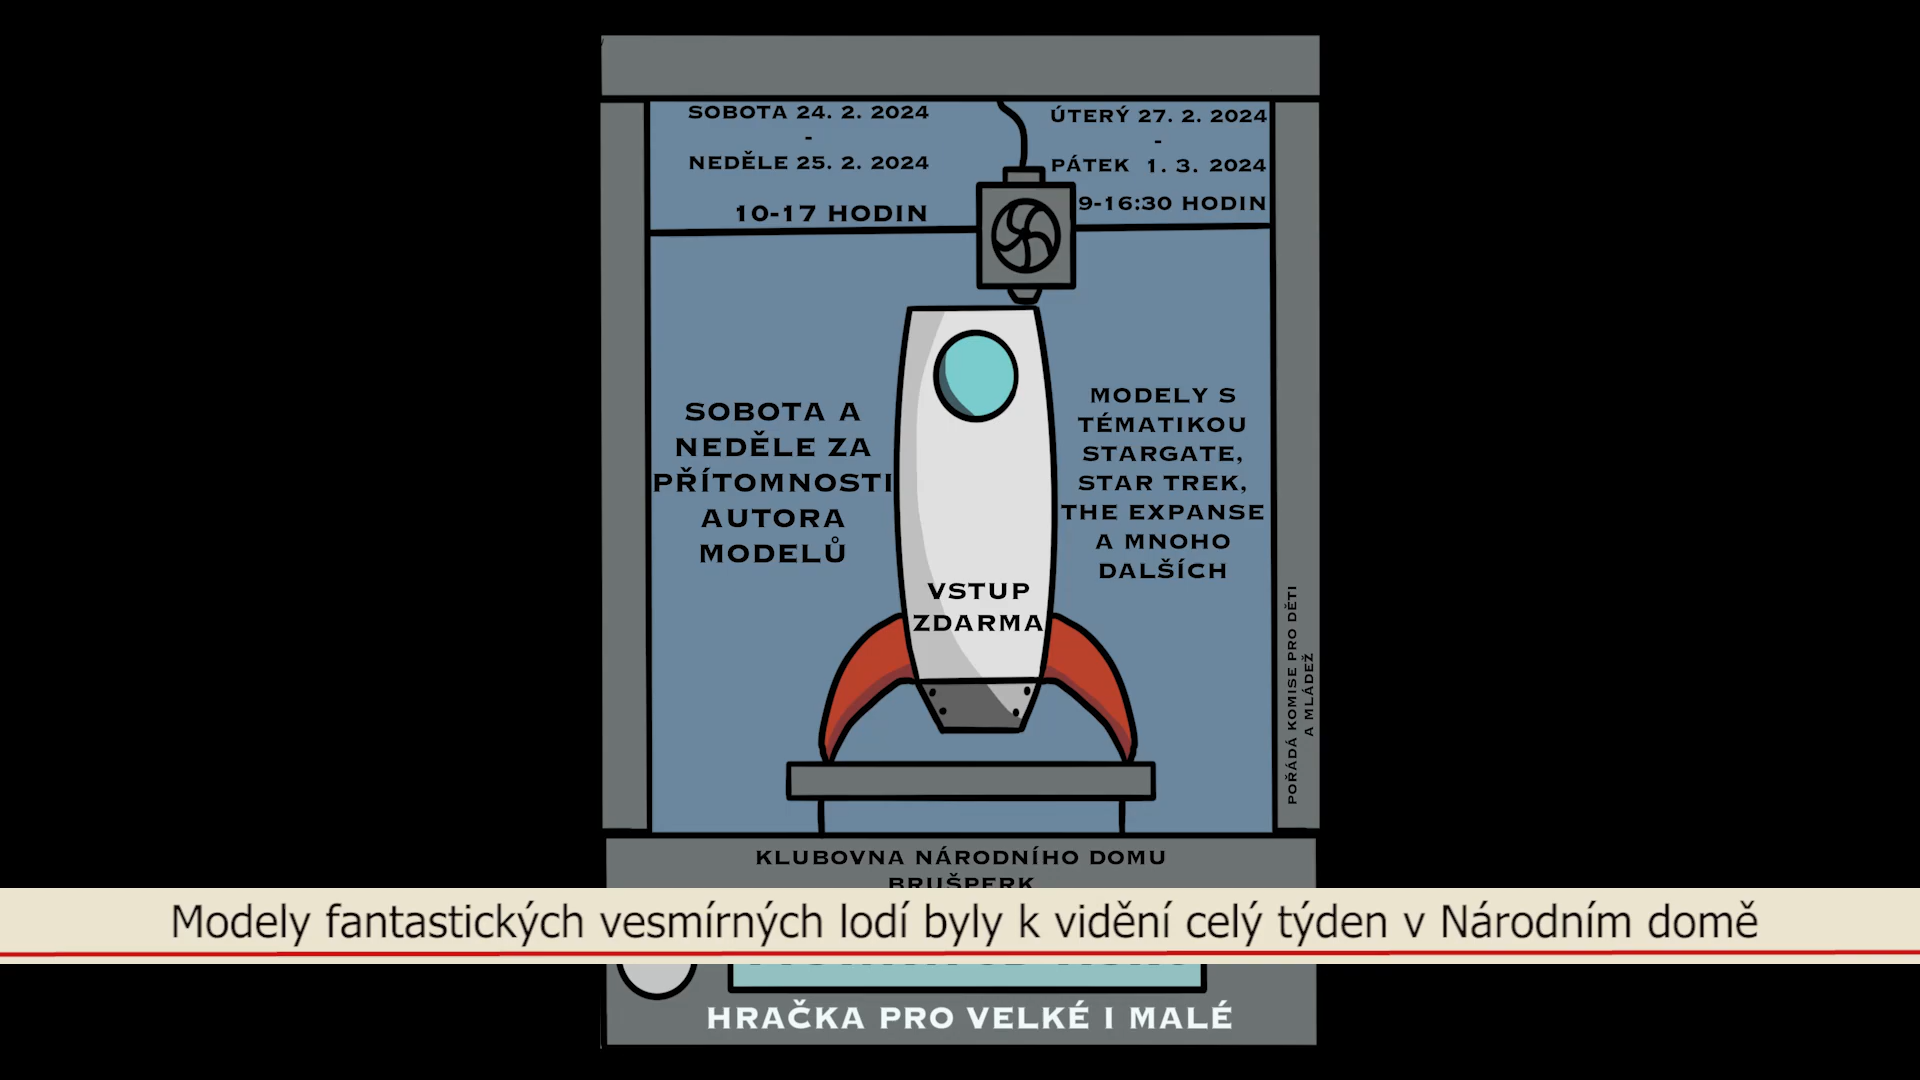 SOBOTA 24. 2. 2024
-
NEDĚLE 25. 2. 2024
10-17 HODIN
ÚTERÝ 27. 2. 2024
-
PÁTEK 1. 3. 2024
9-16:30 HODIN
SOBOTA A
NEDĚLE ZA
PŘÍTOMNOSTI
AUTORA
MODELŮ
MODELY S
TÉMATIKOU
STARGATE,
STAR TREK,
THE EXPANSE
A MNOHO
DALŠÍCH
VSTUP
ZDARMA
POŘÁDÁ KOMISE PRO DĚTI
A MLÁDEŽ
KLUBOVNA NÁRODNÍHO DOMU
BRUŠPERK
Modely fantastických vesmírných lodí byly k vidění celý týden v Národním domě
HRAČKA PRO VELKÉ I MALÉ